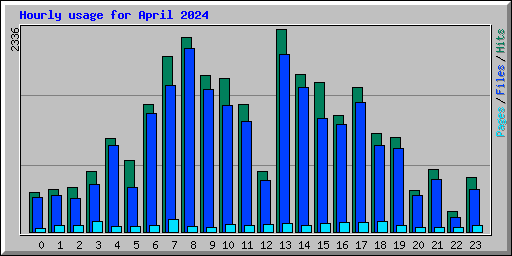 Hourly usage for April 2024
2336
Pages/Files/Hits
0 1 2 3 4 5 6 7 8 9 10 11 12 13 14 15 16 17 18 19 20 21 22 23